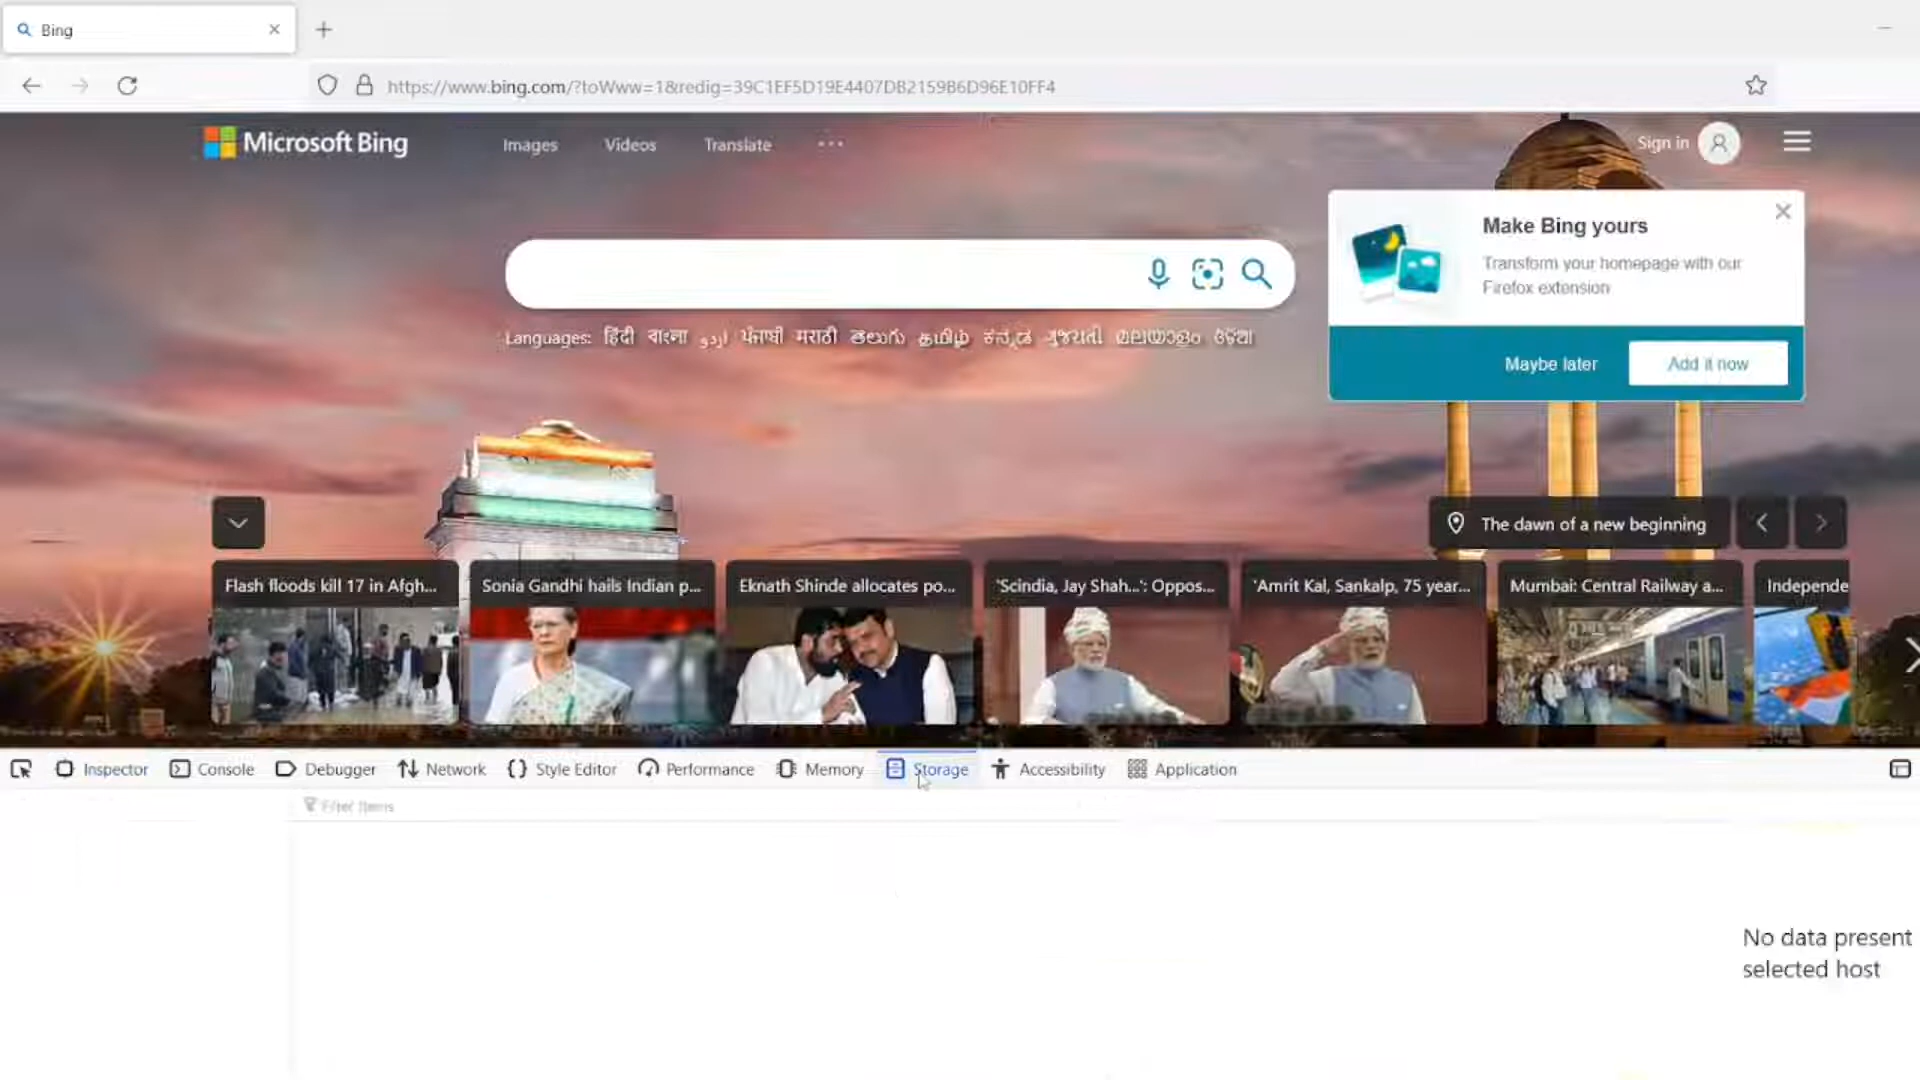 Bing
https://www.bing.com/?toWww=1&redig=39C1EF5D19E4407DB2159B6D96E10FF4
Microsoft Bing
Images
Videos
Translate
Sign in
Make Bing yours
Transform your homepage with our
Firefox extension
Maybe later
Add it now
Languages: हिंदी বাংলা اردو ਪੰਜਾਬੀ मराठी తెలుగు தமிழ் ಕನ್ನಡ ગુજરાતી മലയാളം ଓଡ଼ିଆ
The dawn of a new beginning
Flash floods kill 17 in Afgh...
Sonia Gandhi hails Indian p...
Eknath Shinde allocates po...
'Scindia, Jay Shah...': Oppos...
'Amrit Kal, Sankalp, 75 year...
Mumbai: Central Railway a...
Independe
Inspector
Console
Debugger
Network
Style Editor
Performance
Memory
Storage
Accessibility
Application
Filter Items
No data present
selected host